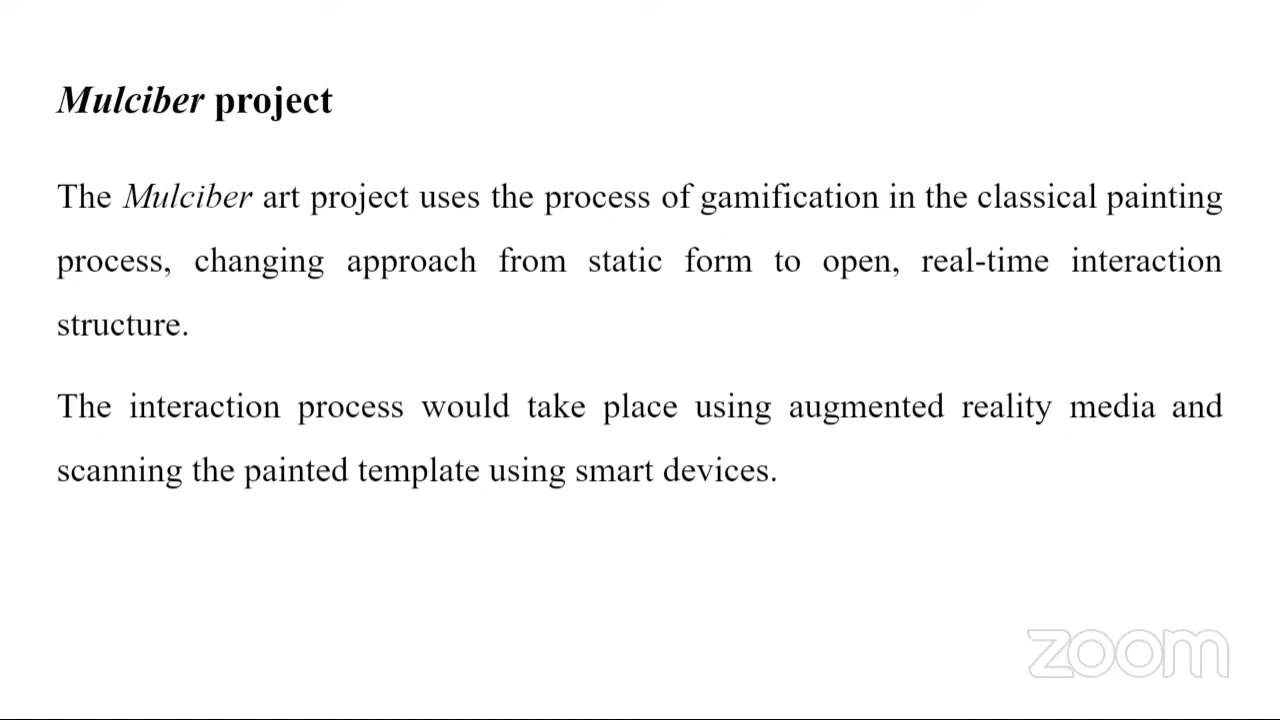 Mulciber project
The Mulciber art project uses the process of gamification in the classical painting
process, changing approach from static form to open, real-time interaction
structure.
The interaction process would take place using augmented reality media and
scanning the painted template using smart devices.
zoom